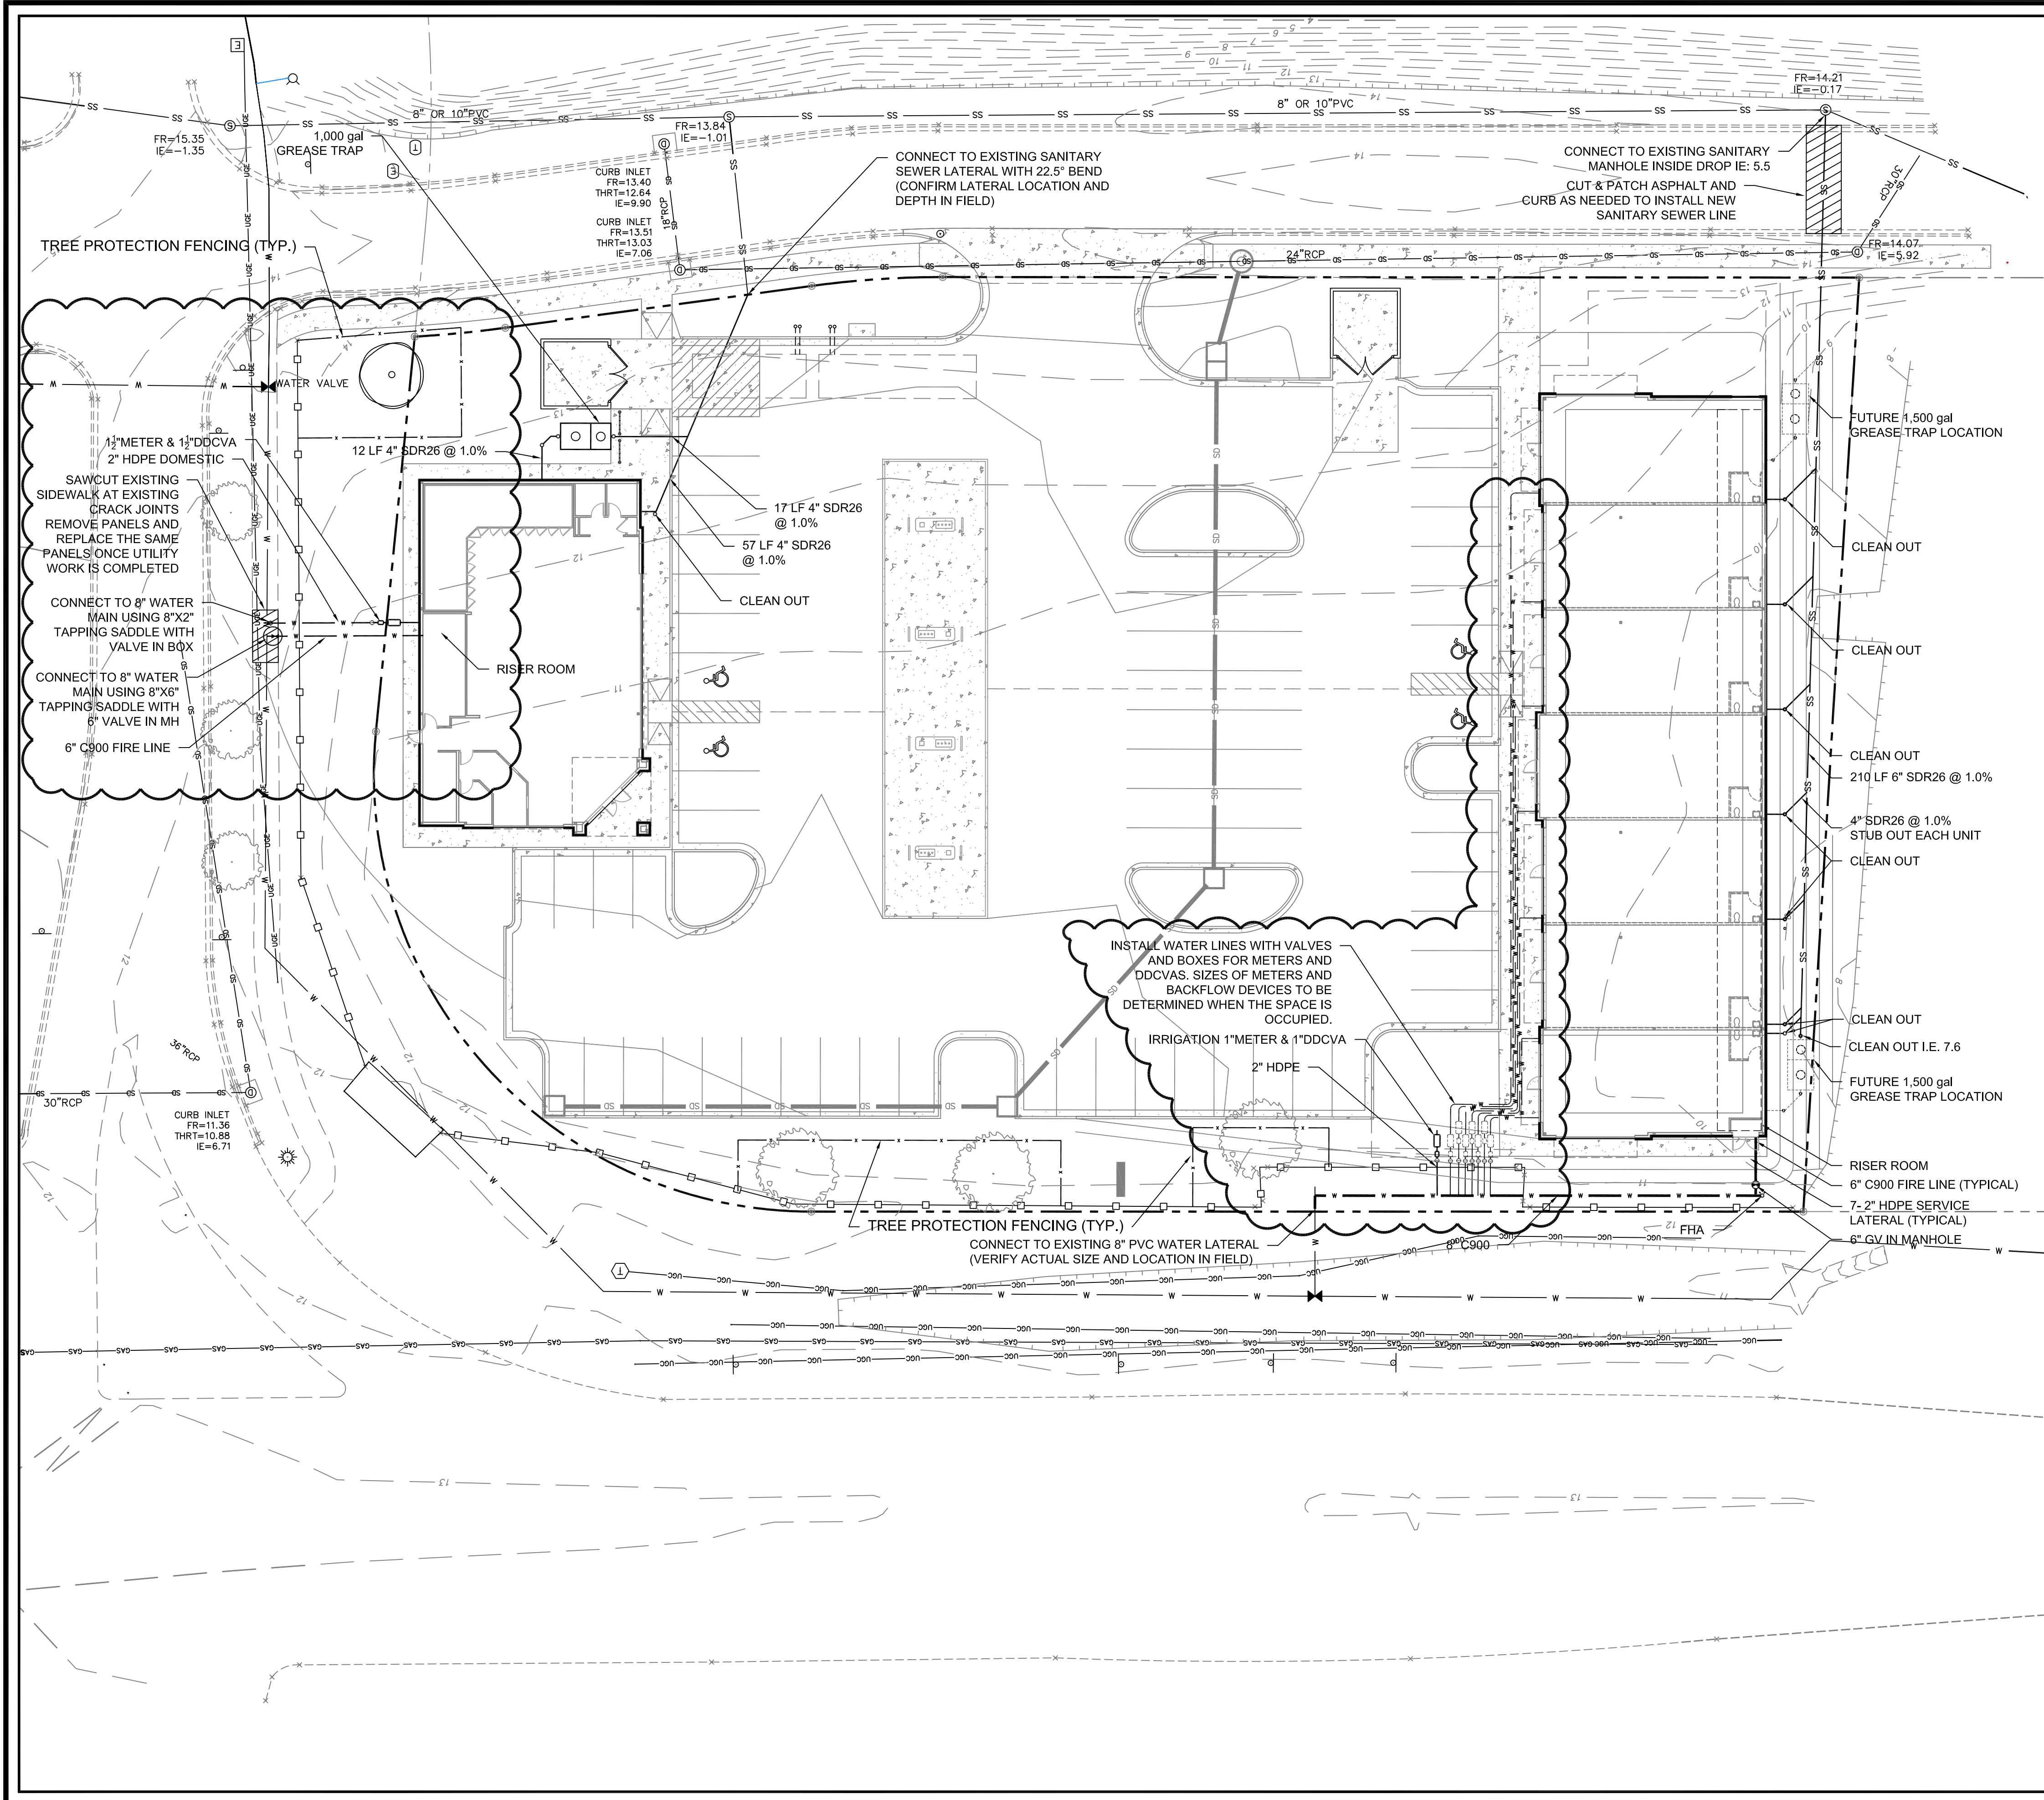 8" OR 10"PVC
8" OR 10"PVC
FR=14.21
IE=-0.17
FR=15.35
IE=-1.35
1,000 gal
GREASE TRAP
FR=13.84
IE=-1.01
CURB INLET
FR=13.40
THRT=12.64
IE=9.90
CURB INLET
FR=13.51
THRT=13.03
IE=7.06
18"RCP
CONNECT TO EXISTING SANITARY
SEWER LATERAL WITH 22.5° BEND
(CONFIRM LATERAL LOCATION AND
DEPTH IN FIELD)
CONNECT TO EXISTING SANITARY
MANHOLE INSIDE DROP IE: 5.5
CUT & PATCH ASPHALT AND
CURB AS NEEDED TO INSTALL NEW
SANITARY SEWER LINE
30"RCP
FR=14.07
IE=5.92
24"RCP
TREE PROTECTION FENCING (TYP.)
WATER VALVE
1½"METER & 1½"DDCVA
2" HDPE DOMESTIC
SAWCUT EXISTING
SIDEWALK AT EXISTING
CRACK JOINTS
REMOVE PANELS AND
REPLACE THE SAME
PANELS ONCE UTILITY
WORK IS COMPLETED
CONNECT TO 8" WATER
MAIN USING 8"X2"
TAPPING SADDLE WITH
VALVE IN BOX
CONNECT TO 8" WATER
MAIN USING 8"X6"
TAPPING SADDLE WITH
6" VALVE IN MH
6" C900 FIRE LINE
12 LF 4" SDR26 @ 1.0%
17 LF 4" SDR26
@ 1.0%
57 LF 4" SDR26
@ 1.0%
CLEAN OUT
RISER ROOM
FUTURE 1,500 gal
GREASE TRAP LOCATION
CLEAN OUT
CLEAN OUT
CLEAN OUT
210 LF 6" SDR26 @ 1.0%
4" SDR26 @ 1.0%
STUB OUT EACH UNIT
CLEAN OUT
CLEAN OUT
CLEAN OUT I.E. 7.6
FUTURE 1,500 gal
GREASE TRAP LOCATION
RISER ROOM
6" C900 FIRE LINE (TYPICAL)
7- 2" HDPE SERVICE
LATERAL (TYPICAL)
6" GV IN MANHOLE
FHA
INSTALL WATER LINES WITH VALVES
AND BOXES FOR METERS AND
DDCVAS. SIZES OF METERS AND
BACKFLOW DEVICES TO BE
DETERMINED WHEN THE SPACE IS
OCCUPIED.
IRRIGATION 1"METER & 1"DDCVA
2" HDPE
36"RCP
30"RCP
CURB INLET
FR=11.36
THRT=10.88
IE=6.71
TREE PROTECTION FENCING (TYP.)
CONNECT TO EXISTING 8" PVC WATER LATERAL
(VERIFY ACTUAL SIZE AND LOCATION IN FIELD)
C900